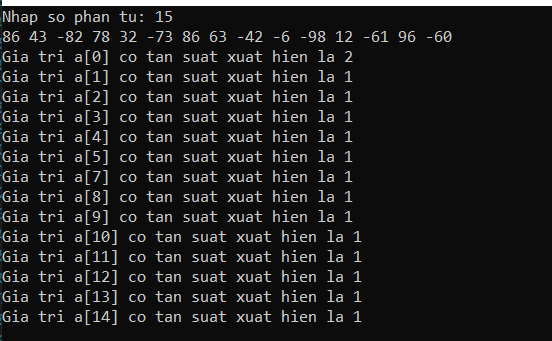 Nhap so phan tu: 15
86 43 -82 78 32 -73 86 63 -42 -6 -98 12 -61 96 -60
Gia tri a[0] co tan suat xuat hien la 2
Gia tri a[1] co tan suat xuat hien la 1
Gia tri a[2] co tan suat xuat hien la 1
Gia tri a[3] co tan suat xuat hien la 1
Gia tri a[4] co tan suat xuat hien la 1
Gia tri a[5] co tan suat xuat hien la 1
Gia tri a[7] co tan suat xuat hien la 1
Gia tri a[8] co tan suat xuat hien la 1
Gia tri a[9] co tan suat xuat hien la 1
Gia tri a[10] co tan suat xuat hien la 1
Gia tri a[11] co tan suat xuat hien la 1
Gia tri a[12] co tan suat xuat hien la 1
Gia tri a[13] co tan suat xuat hien la 1
Gia tri a[14] co tan suat xuat hien la 1